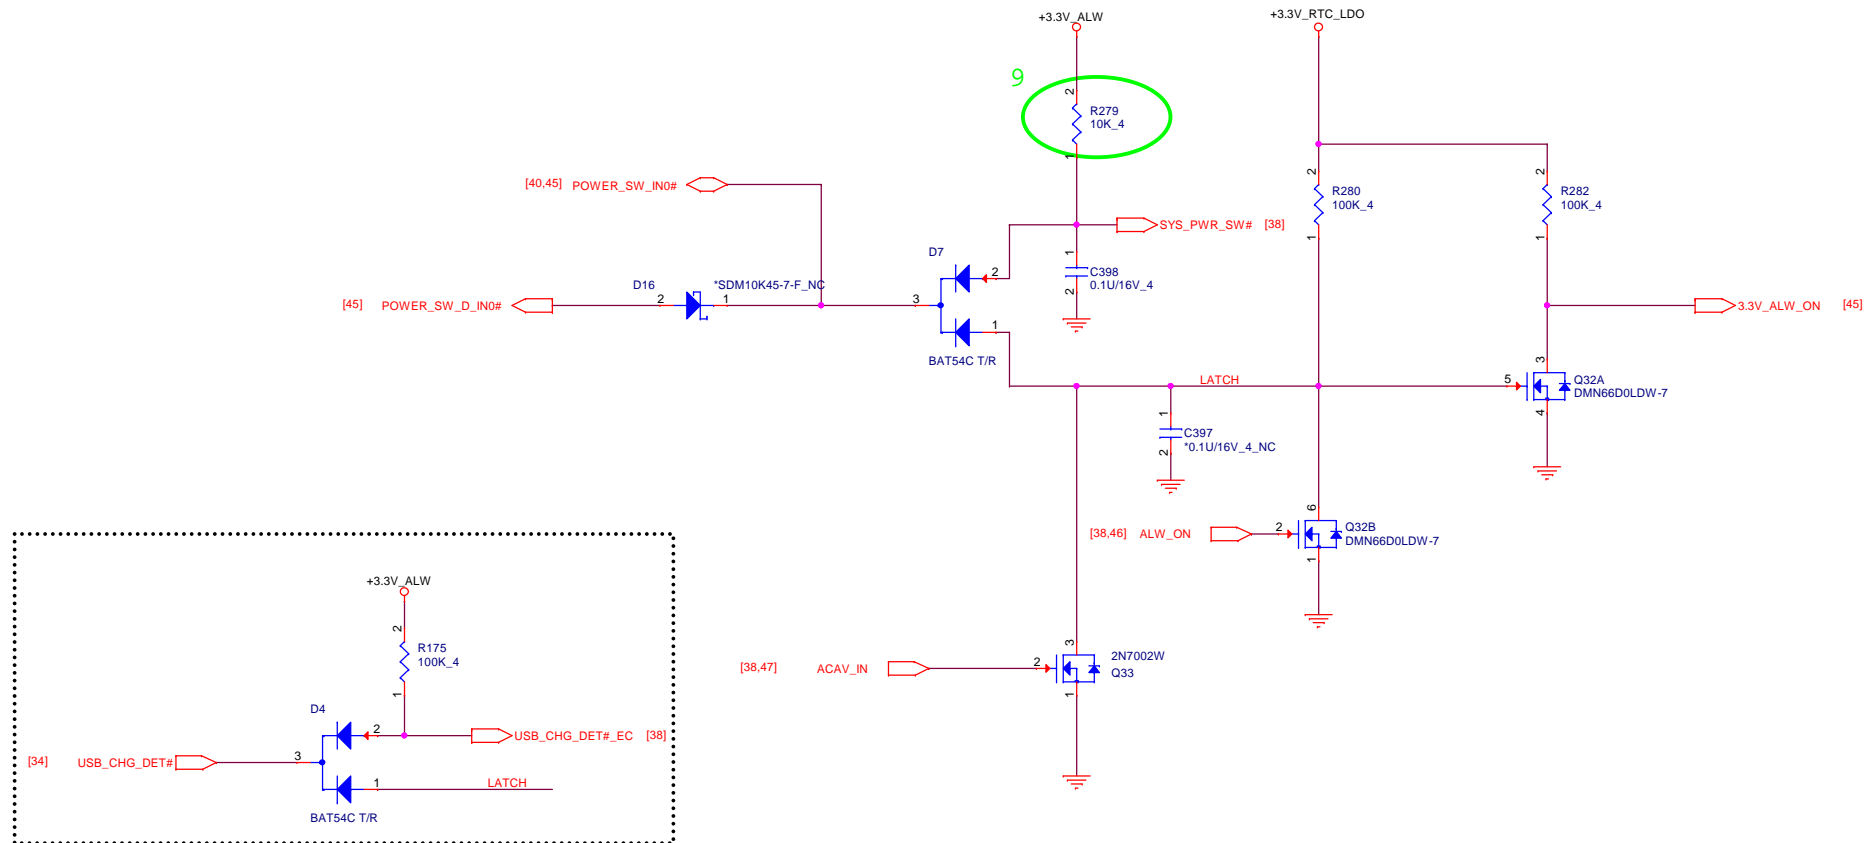 +3.3V_ALW
+3.3V_RTC_LDO
9
2
R279
10K_4
1
[40,45] POWER_SW_IN0#
2
R280
100K_4
1
2
R282
100K_4
1
SYS_PWR_SW# [38]
D7
2
1
C398
0.1U/16V_4
2
D16
*SDM10K45-7-F_NC
[45] POWER_SW_D_IN0#
2
1
3
3.3V_ALW_ON [45]
1
BAT54C T/R
LATCH
3
5
Q32A
DMN66D0LDW-7
4
1
C397
*0.1U/16V_4_NC
2
6
[38,46] ALW_ON
2
Q32B
DMN66D0LDW-7
1
+3.3V_ALW
2
R175
100K_4
1
3
2N7002W
[38,47] ACAV_IN
2
Q33
1
D4
2
USB_CHG_DET#_EC [38]
[34] USB_CHG_DET#
3
1
LATCH
BAT54C T/R